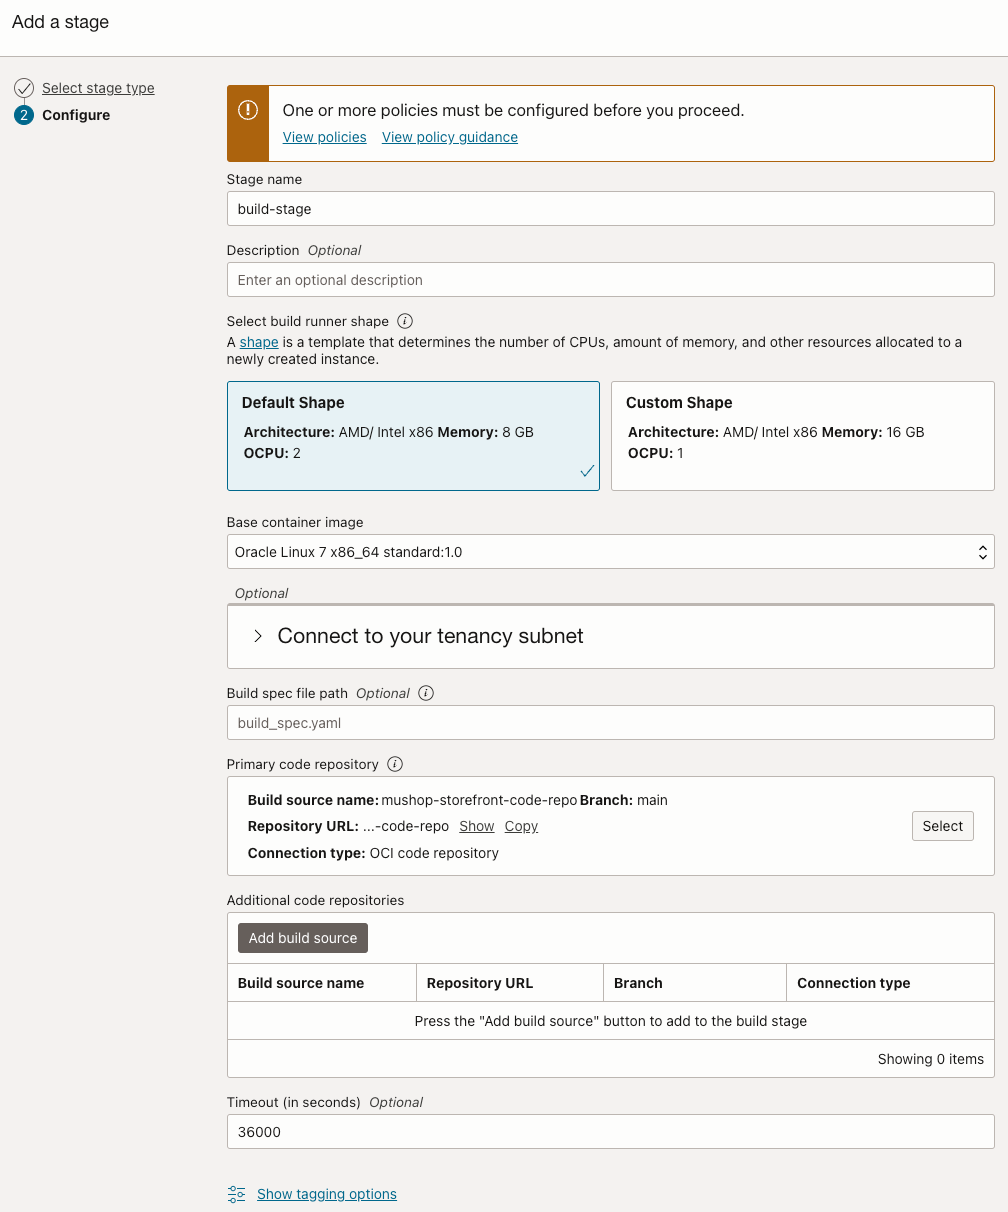 Add a stage
Select stage type
2 Configure
One or more policies must be configured before you proceed.
View policies View policy guidance
Stage name
build-stage
Description Optional
Enter an optional description
Select build runner shape
A shape is a template that determines the number of CPUs, amount of memory, and other resources allocated to a
newly created instance.
Default Shape
Architecture: AMD/ Intel x86 Memory: 8 GB
OCPU: 2
Custom Shape
Architecture: AMD/ Intel x86 Memory: 16 GB
OCPU: 1
Base container image
Oracle Linux 7 x86_64 standard:1.0
Optional
Connect to your tenancy subnet
Build spec file path Optional
build_spec.yaml
Primary code repository
Build source name: mushop-storefront-code-repo Branch: main
Repository URL: ...-code-repo Show Copy
Connection type: OCI code repository
Select
Additional code repositories
Add build source
Build source name Repository URL Branch Connection type
Press the "Add build source" button to add to the build stage
Showing 0 items
Timeout (in seconds) Optional
36000
Show tagging options